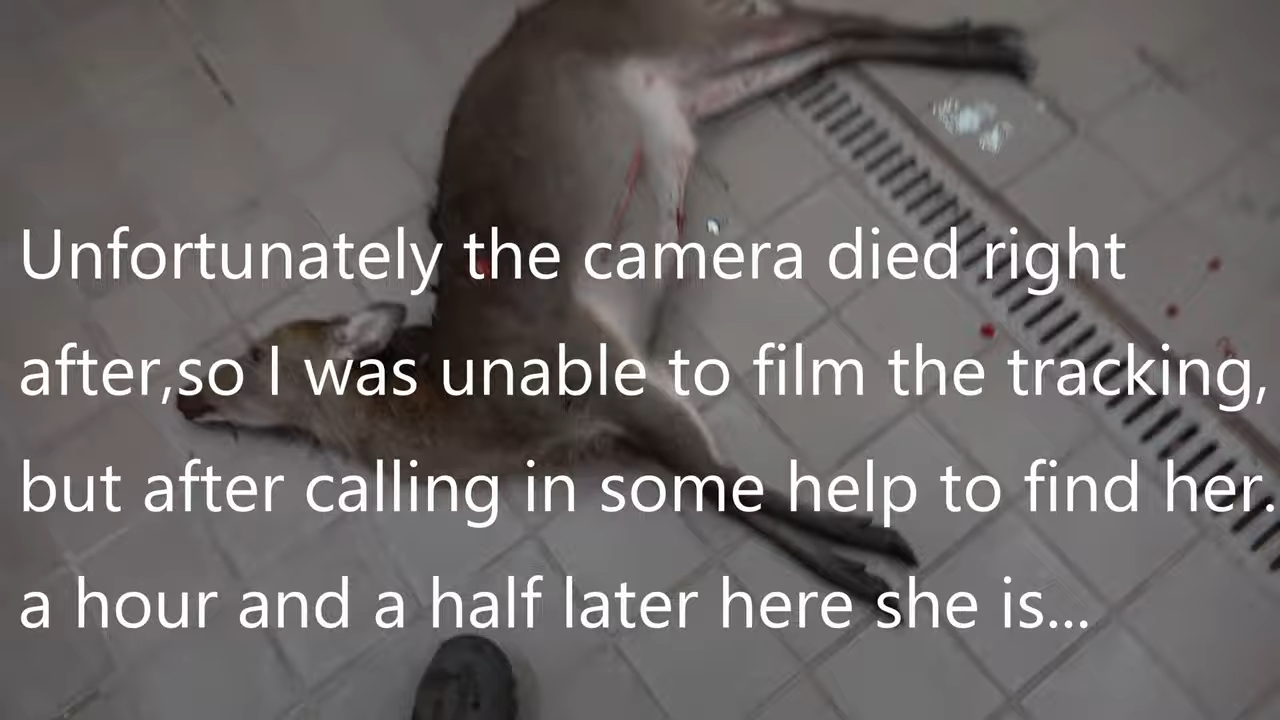 Unfortunately the camera died right
after,so I was unable to film the tracking,
but after calling in some help to find her.
a hour and a half later here she is...